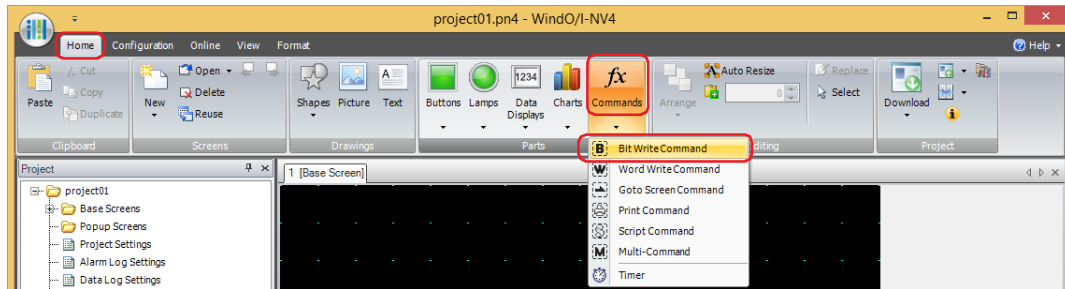 project01.pn4 - WindO/I-NV4
Home Configuration Online View Format Help
Cut
Copy
Duplicate
Paste
New
Open
Delete
Reuse
Shapes Picture Text
1234
Buttons Lamps Data Displays Charts Commands
fx
Arrange
Auto Resize
0
Replace
Select
Download
Clipboard Screens Drawings Parts Editing Project
Project
1 [Base Screen]
project01
Base Screens
Popup Screens
Project Settings
Alarm Log Settings
Data Log Settings
B Bit Write Command
W Word Write Command
Goto Screen Command
Print Command
Script Command
M Multi-Command
Timer